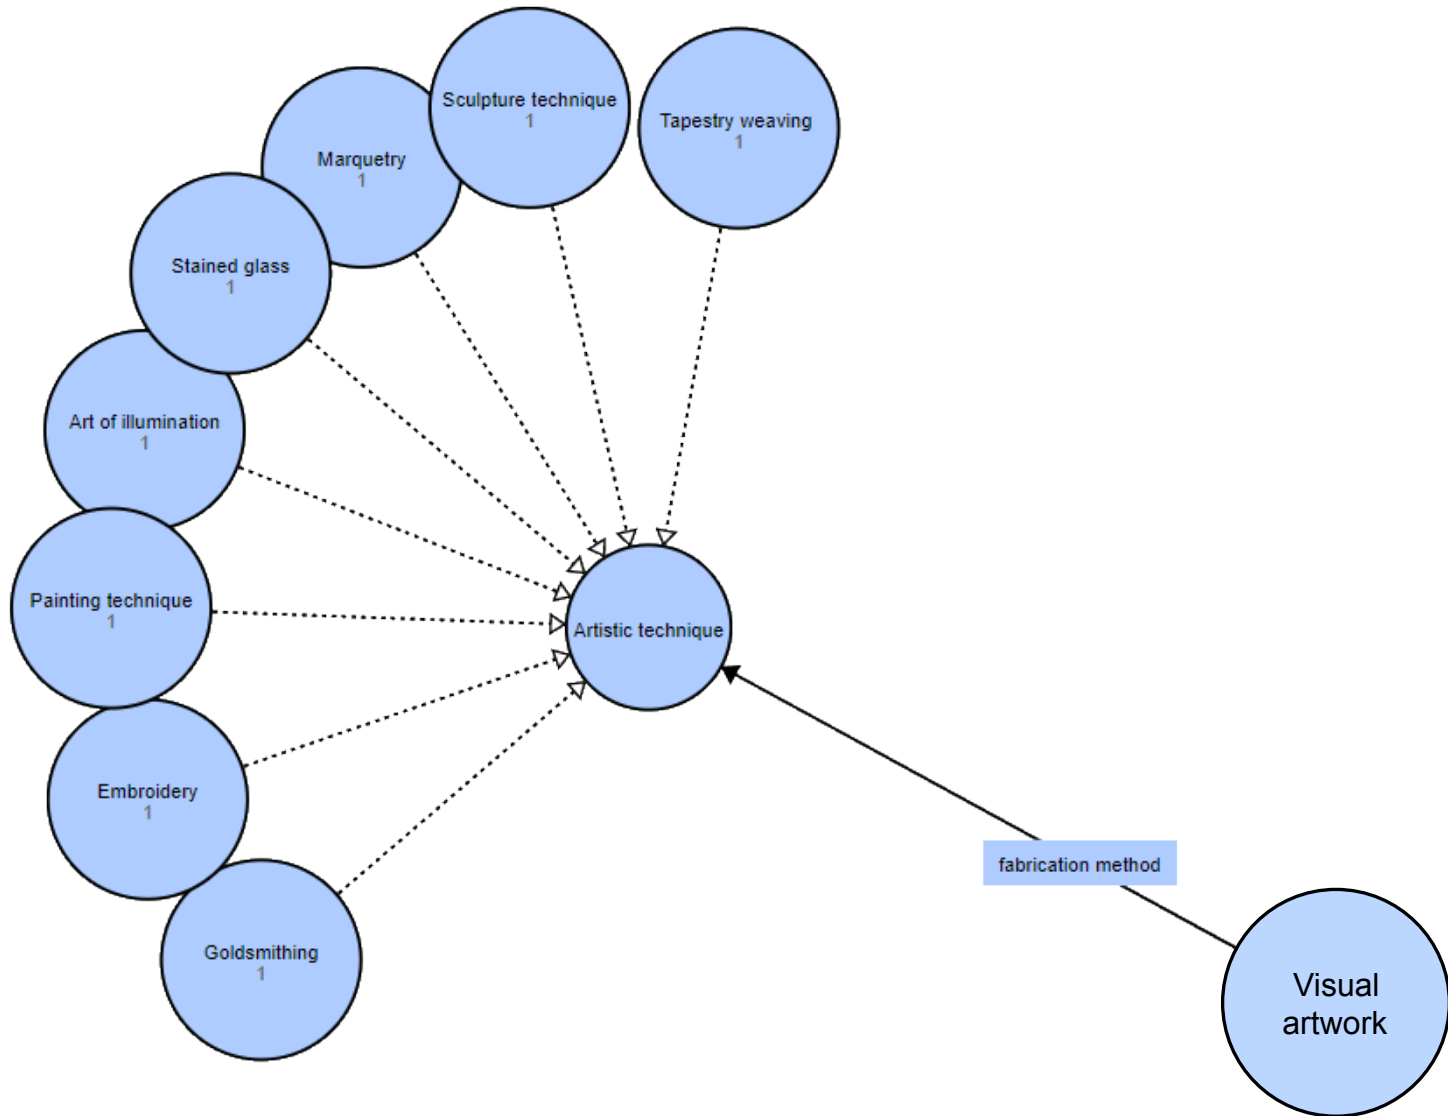 Sculpture technique
1
Tapestry weaving
1
Marquetry
1
Stained glass
1
Art of illumination
1
Painting technique
1
Artistic technique
Embroidery
1
fabrication method
Goldsmithing
1
Visual
artwork